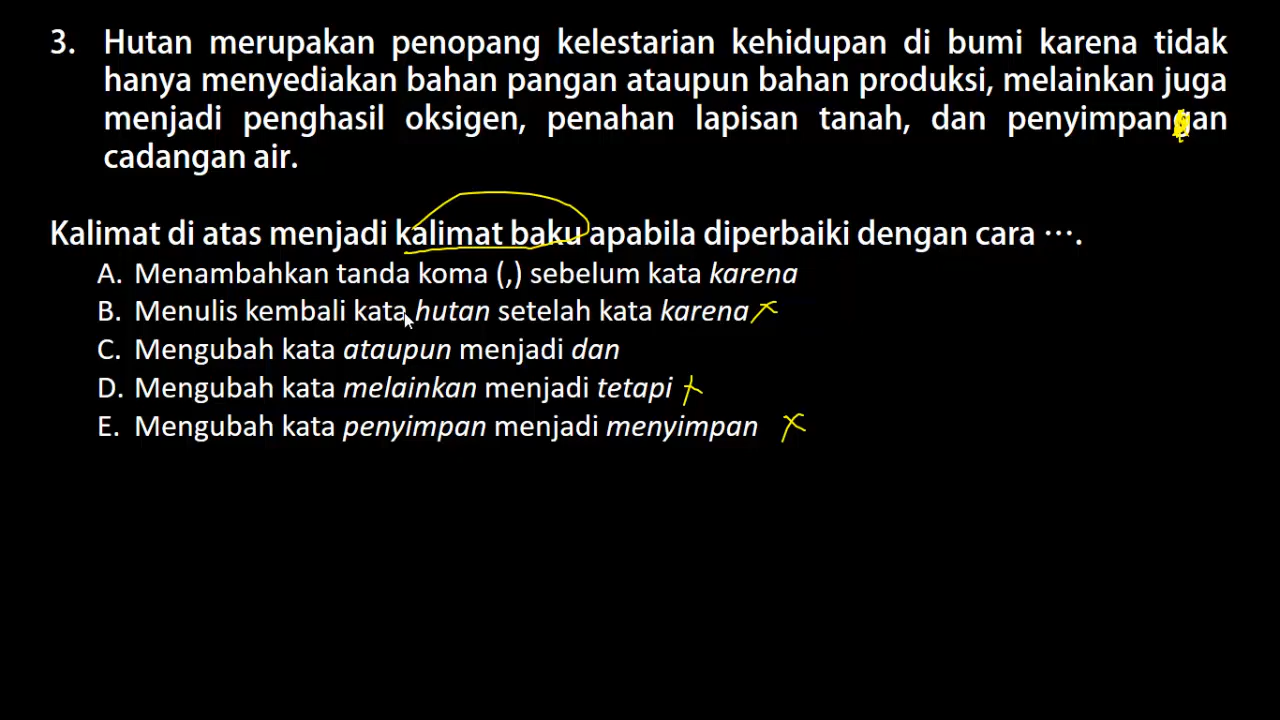 3. Hutan merupakan penopang kelestarian kehidupan di bumi karena tidak
hanya menyediakan bahan pangan ataupun bahan produksi, melainkan juga
menjadi penghasil oksigen, penahan lapisan tanah, dan penyimpangan
cadangan air.
Kalimat di atas menjadi kalimat baku apabila diperbaiki dengan cara ⋯.
A. Menambahkan tanda koma (,) sebelum kata karena
B. Menulis kembali kata hutan setelah kata karena x
C. Mengubah kata ataupun menjadi dan
D. Mengubah kata melainkan menjadi tetapi x
E. Mengubah kata penyimpan menjadi menyimpan x